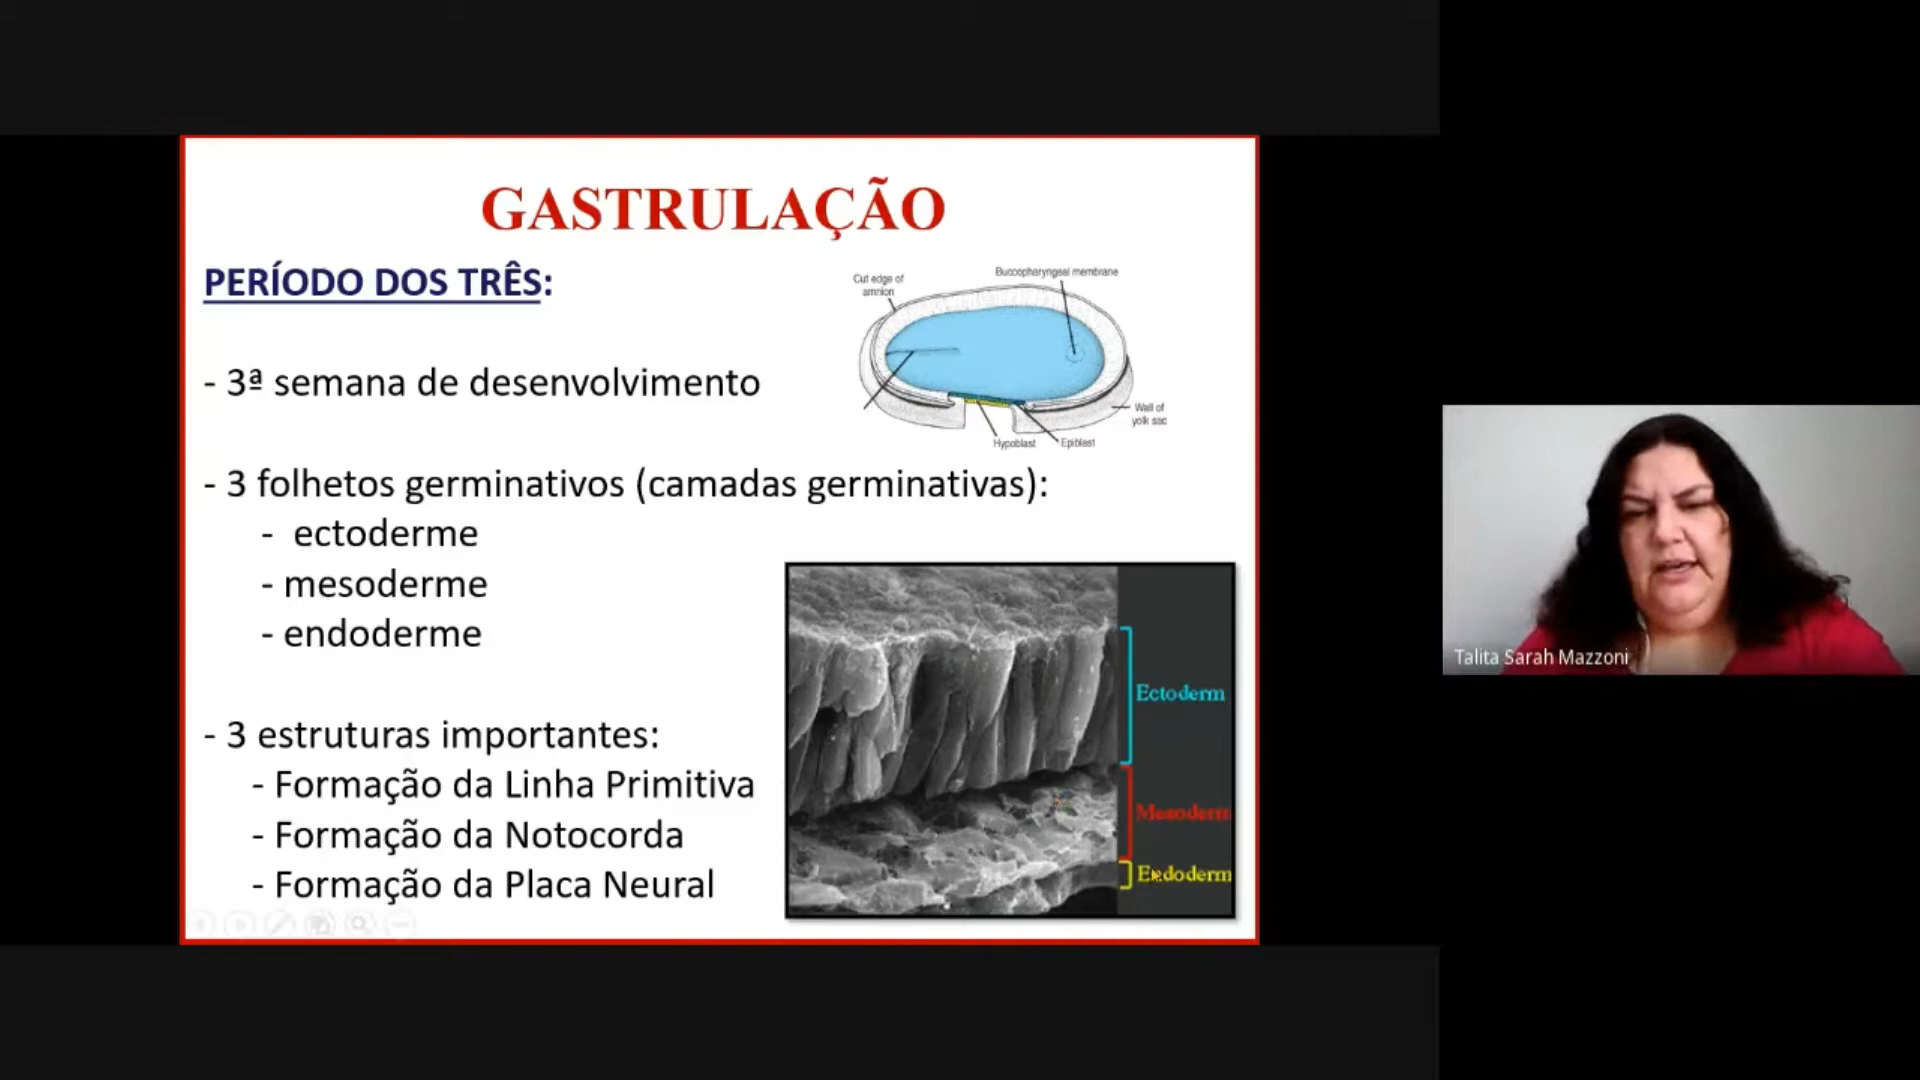 GASTRULAÇÃO
PERÍODO DOS TRÊS:
Cut edge of
amnion
Buccopharyngeal membrane
- 3ª semana de desenvolvimento
Wall of
yolk sac
Hypoblast
Epiblast
- 3 folhetos germinativos (camadas germinativas):
- ectoderme
- mesoderme
- endoderme
- 3 estruturas importantes:
- Formação da Linha Primitiva
- Formação da Notocorda
- Formação da Placa Neural
Ectoderm
Mesoderm
Endoderm
Talita Sarah Mazzoni